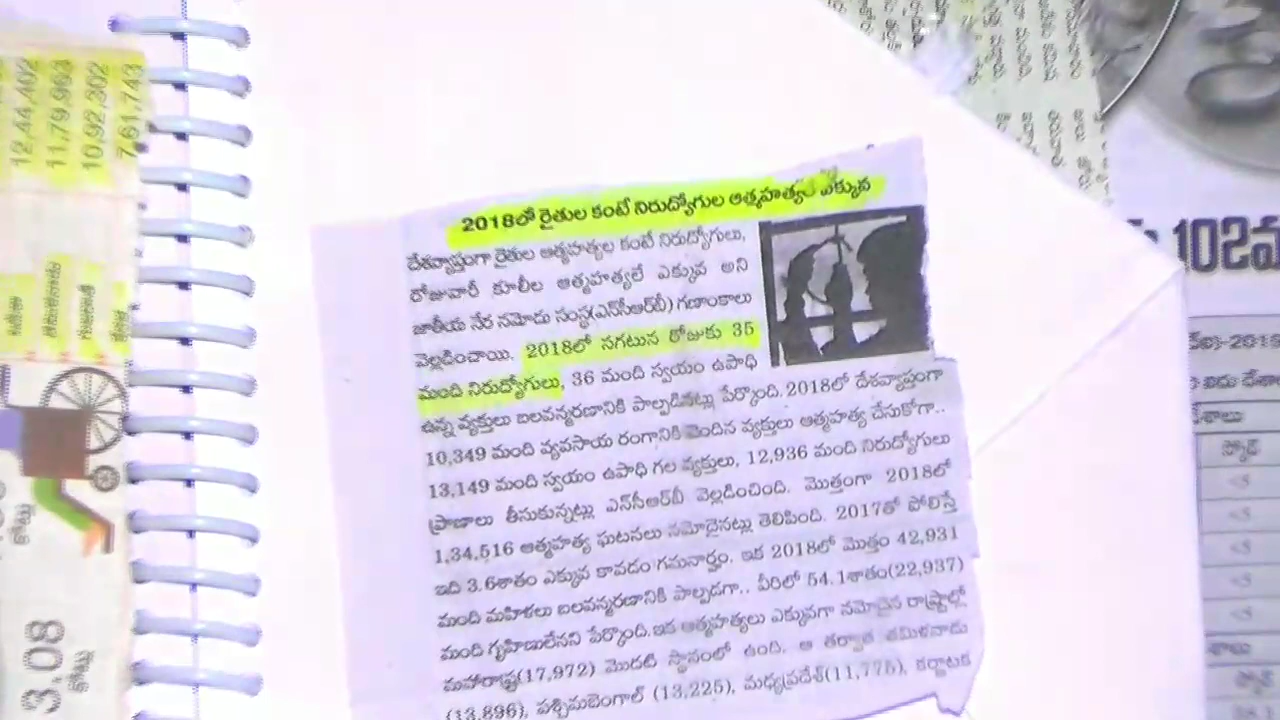 2018లో రైతుల కంటే నిరుద్యోగుల ఆత్మహత్యలే ఎక్కువ
దేశవ్యాప్తంగా రైతుల ఆత్మహత్యల కంటే నిరుద్యోగులు,
రోజువారీ కూలీల ఆత్మహత్యలే ఎక్కువ అని
జాతీయ నేర నమోదు సంస్థ(ఎన్‌సీఆర్‌బీ) గణాంకాలు
వెల్లడించాయి. 2018లో సగటున రోజుకు 35
మంది నిరుద్యోగులు, 36 మంది స్వయం ఉపాధి
ఉన్న వ్యక్తులు బలవన్మరణానికి పాల్పడినట్లు పేర్కొంది. 2018లో దేశవ్యాప్తంగా
10,349 మంది వ్యవసాయ రంగానికి చెందిన వ్యక్తులు ఆత్మహత్య చేసుకోగా..
13,149 మంది స్వయం ఉపాధి గల వ్యక్తులు, 12,936 మంది నిరుద్యోగులు
ప్రాణాలు తీసుకున్నట్లు ఎన్‌సీఆర్‌బీ వెల్లడించింది. మొత్తంగా 2018లో
1,34,516 ఆత్మహత్య ఘటనలు నమోదైనట్లు తెలిపింది. 2017తో పోలిస్తే
ఇది 3.6శాతం ఎక్కువ కావడం గమనార్హం. ఇక 2018లో మొత్తం 42,931
మంది మహిళలు బలవన్మరణానికి పాల్పడగా.. వీరిలో 54.1శాతం(22,937)
మంది గృహిణులేనని పేర్కొంది. ఇక ఆత్మహత్యలు ఎక్కువగా నమోదైన రాష్ట్రాల్లో
మహారాష్ట్ర(17,972) మొదటి స్థానంలో ఉంది. ఆ తర్వాత తమిళనాడు
(13,896), పశ్చిమబెంగాల్ (13,225), మధ్యప్రదేశ్(11,775), కర్ణాటక
12,44,402
11,79,963
10,92,302
7,61,743
3.08
కోట్లు
102వ